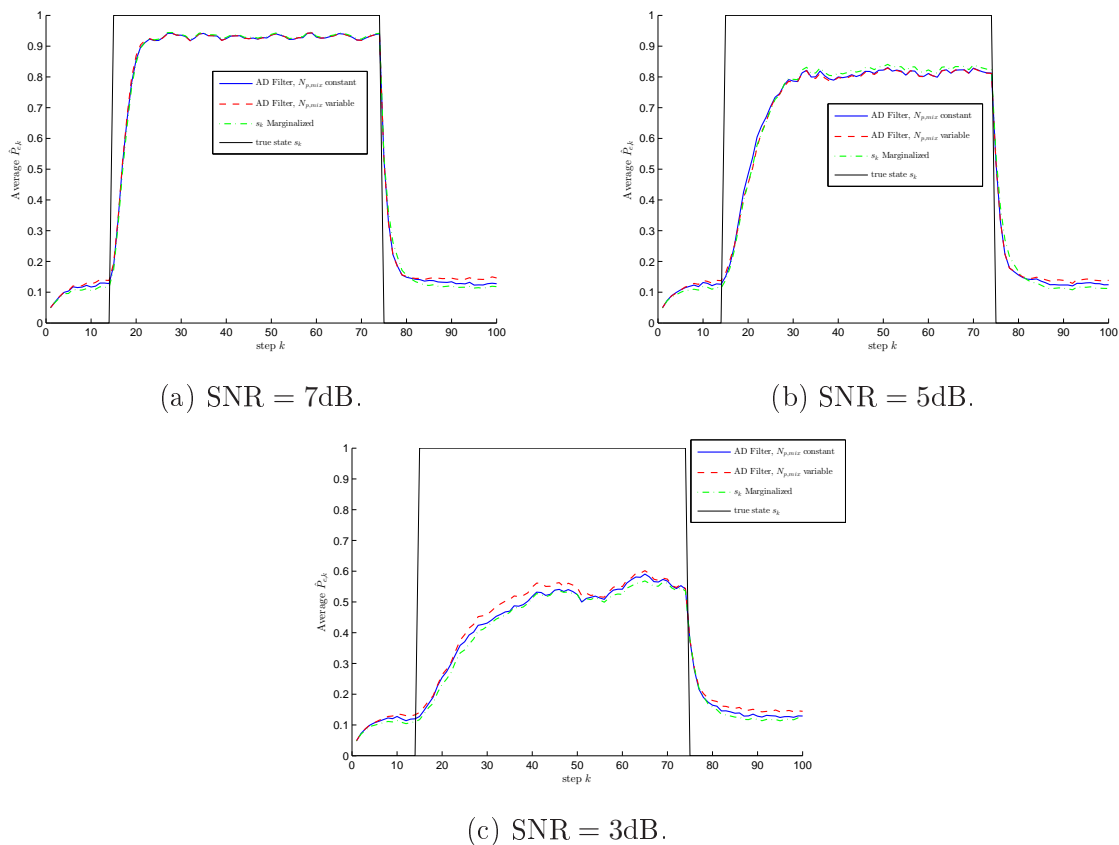 1
0.9
0.8
0.7
0.6
0.5
0.4
0.3
0.2
0.1
0
0 10 20 30 40 50 60 70 80 90 100
Average P̂e,k
step k
AD Filter, Np,mix constant
AD Filter, Np,mix variable
sk Marginalized
true state sk
(a) SNR = 7dB.
1
0.9
0.8
0.7
0.6
0.5
0.4
0.3
0.2
0.1
0
0 10 20 30 40 50 60 70 80 90 100
Average P̂e,k
step k
AD Filter, Np,mix constant
AD Filter, Np,mix variable
sk Marginalized
true state sk
(b) SNR = 5dB.
1
0.9
0.8
0.7
0.6
0.5
0.4
0.3
0.2
0.1
0
0 10 20 30 40 50 60 70 80 90 100
Average P̂e,k
step k
AD Filter, Np,mix constant
AD Filter, Np,mix variable
sk Marginalized
true state sk
(c) SNR = 3dB.